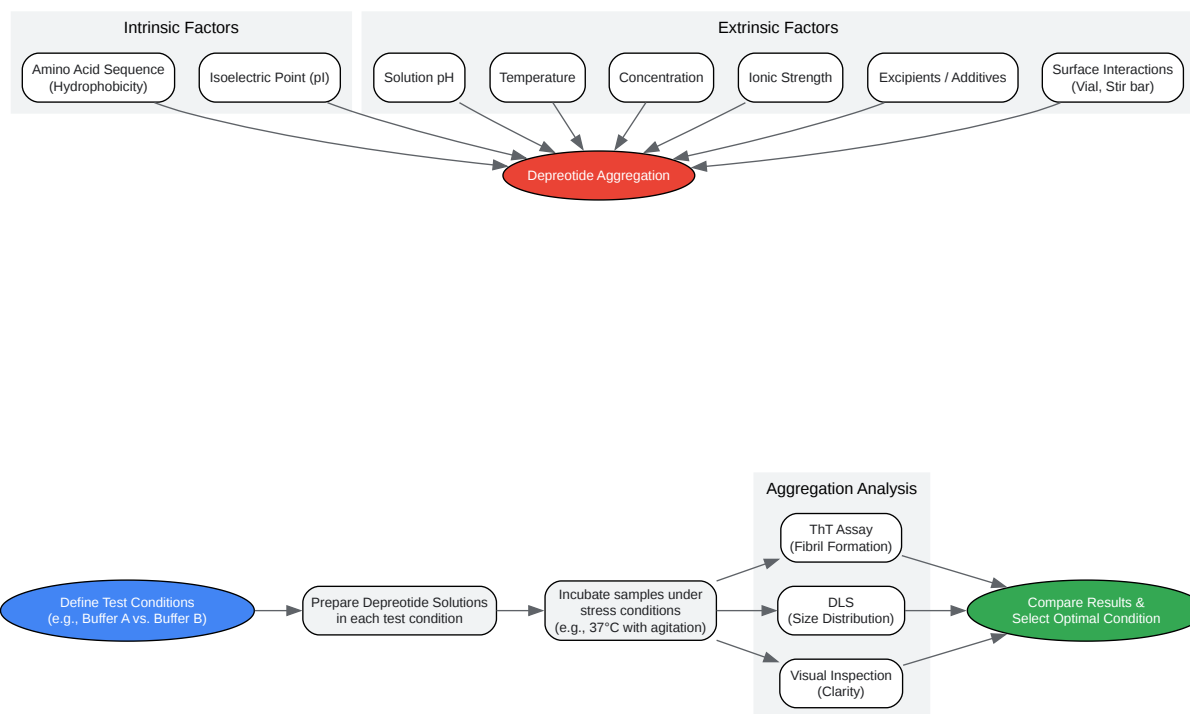 Intrinsic Factors
Extrinsic Factors
Amino Acid Sequence
(Hydrophobicity)
Isoelectric Point (pI)
Solution pH
Temperature
Concentration
Ionic Strength
Excipients / Additives
Surface Interactions
(Vial, Stir bar)
Depreotide Aggregation
Aggregation Analysis
ThT Assay
(Fibril Formation)
Define Test Conditions
(e.g., Buffer A vs. Buffer B)
Prepare Depreotide Solutions
in each test condition
Incubate samples under
stress conditions
(e.g., 37°C with agitation)
DLS
(Size Distribution)
Compare Results &
Select Optimal Condition
Visual Inspection
(Clarity)